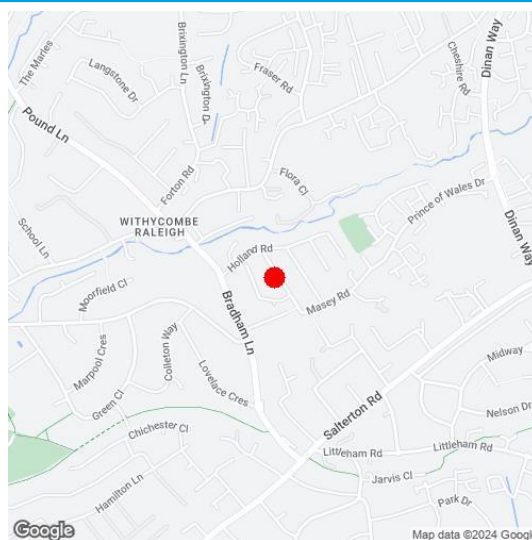 The Marles
Brixington Ln
Brixington D
Langstone Dr
Fraser Rd
Cheshire Rd
Dinan Way
Pound Ln
Forton Rd
Flora Cl
Prince of Wales Dr
WITHYCOMBE
RALEIGH
School Ln
Holland Rd
Dinan Way
Moorfield Cl
Bradham Ln
Masey Rd
Colleton Way
Marpool Cres
Midway
Lovelace Cres
Green Cl
Salterton Rd
Nelson Dr
Chichester Cl
Littleham Rd
Littleham Rd
Jarvis Cl
Hamilton Ln
Park Dr
Google
Map data ©2024 Google